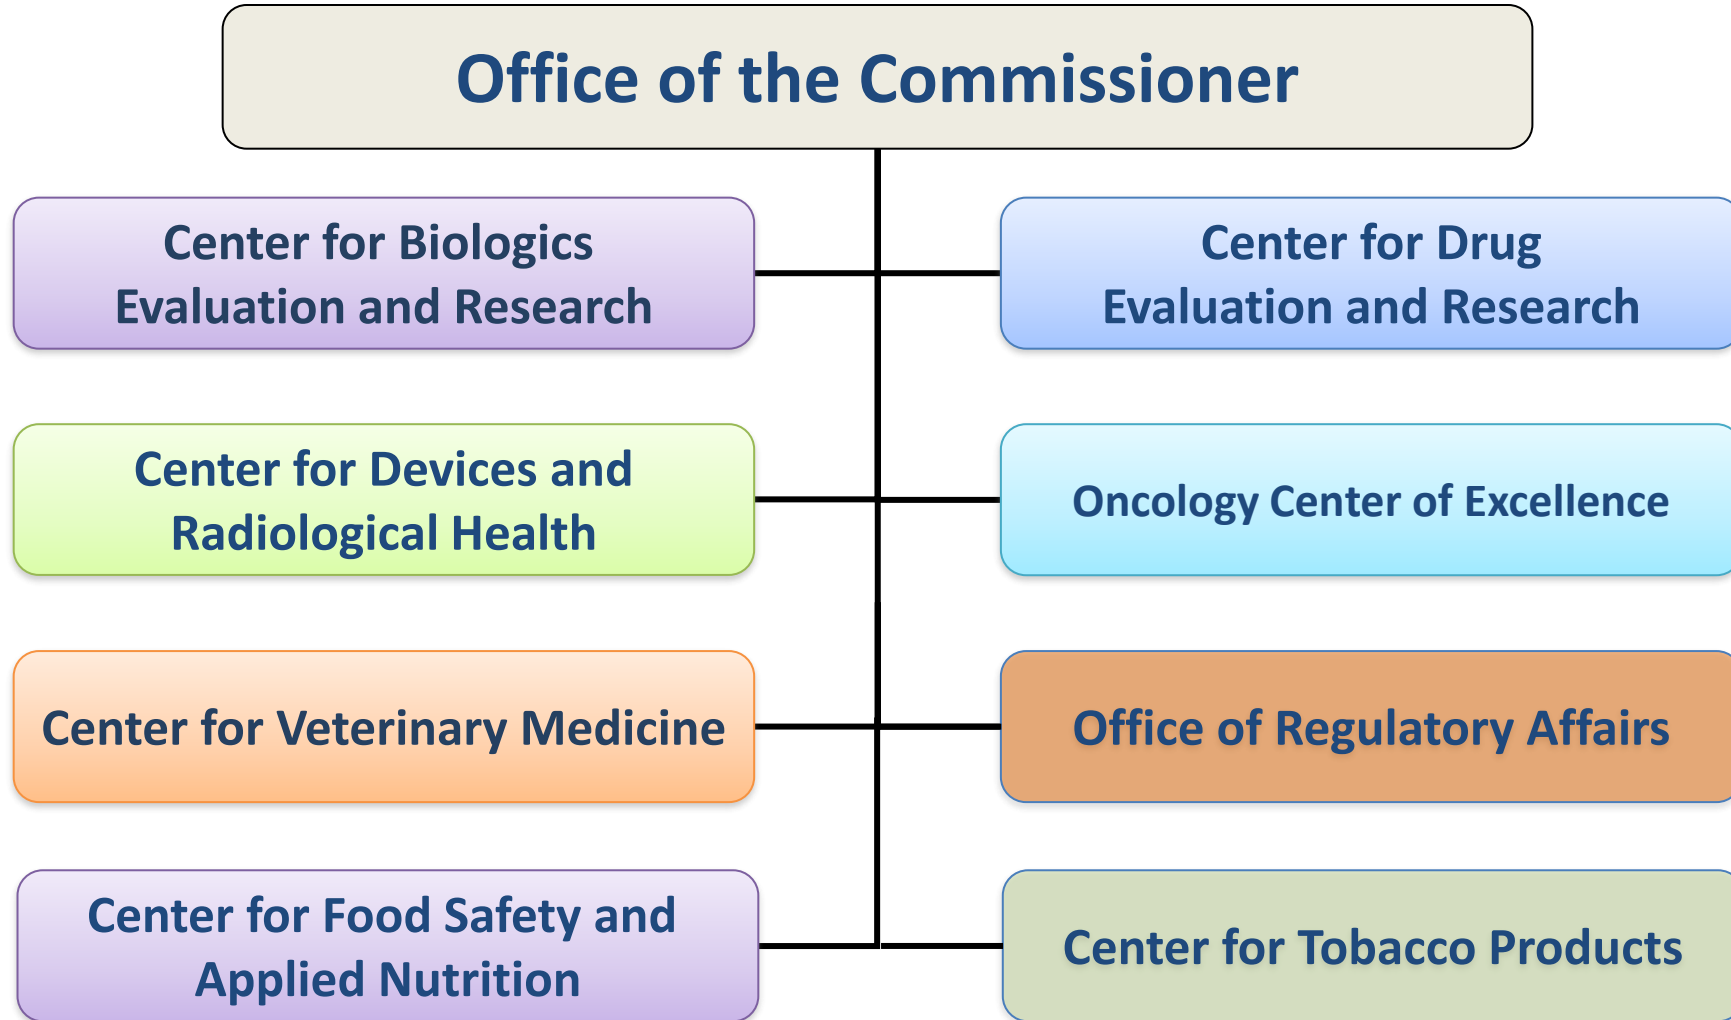 Office of the Commissioner
Center for Biologics
Evaluation and Research
Center for Drug
Evaluation and Research
Center for Devices and
Radiological Health
Oncology Center of Excellence
Center for Veterinary Medicine
Office of Regulatory Affairs
Center for Food Safety and
Applied Nutrition
Center for Tobacco Products